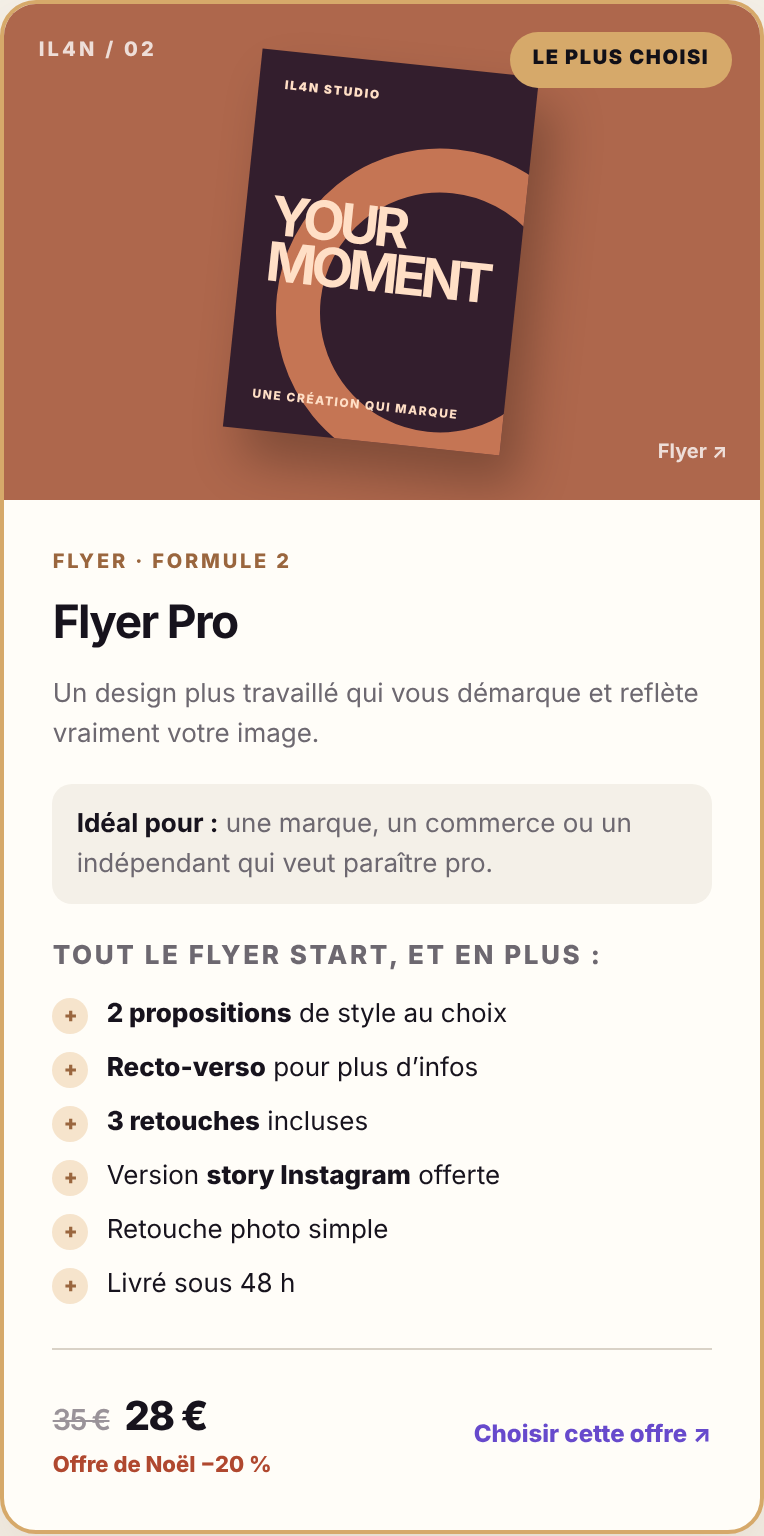 IL4N / 02
LE PLUS CHOISI
IL4N STUDIO
YOUR
MOMENT
UNE CRÉATION QUI MARQUE
Flyer ↗
FLYER · FORMULE 2
Flyer Pro
Un design plus travaillé qui vous démarque et reflète
vraiment votre image.
Idéal pour : une marque, un commerce ou un
indépendant qui veut paraître pro.
TOUT LE FLYER START, ET EN PLUS :
+ 2 propositions de style au choix
+ Recto-verso pour plus d’infos
+ 3 retouches incluses
+ Version story Instagram offerte
+ Retouche photo simple
+ Livré sous 48 h
35 € 28 €
Offre de Noël −20 %
Choisir cette offre ↗